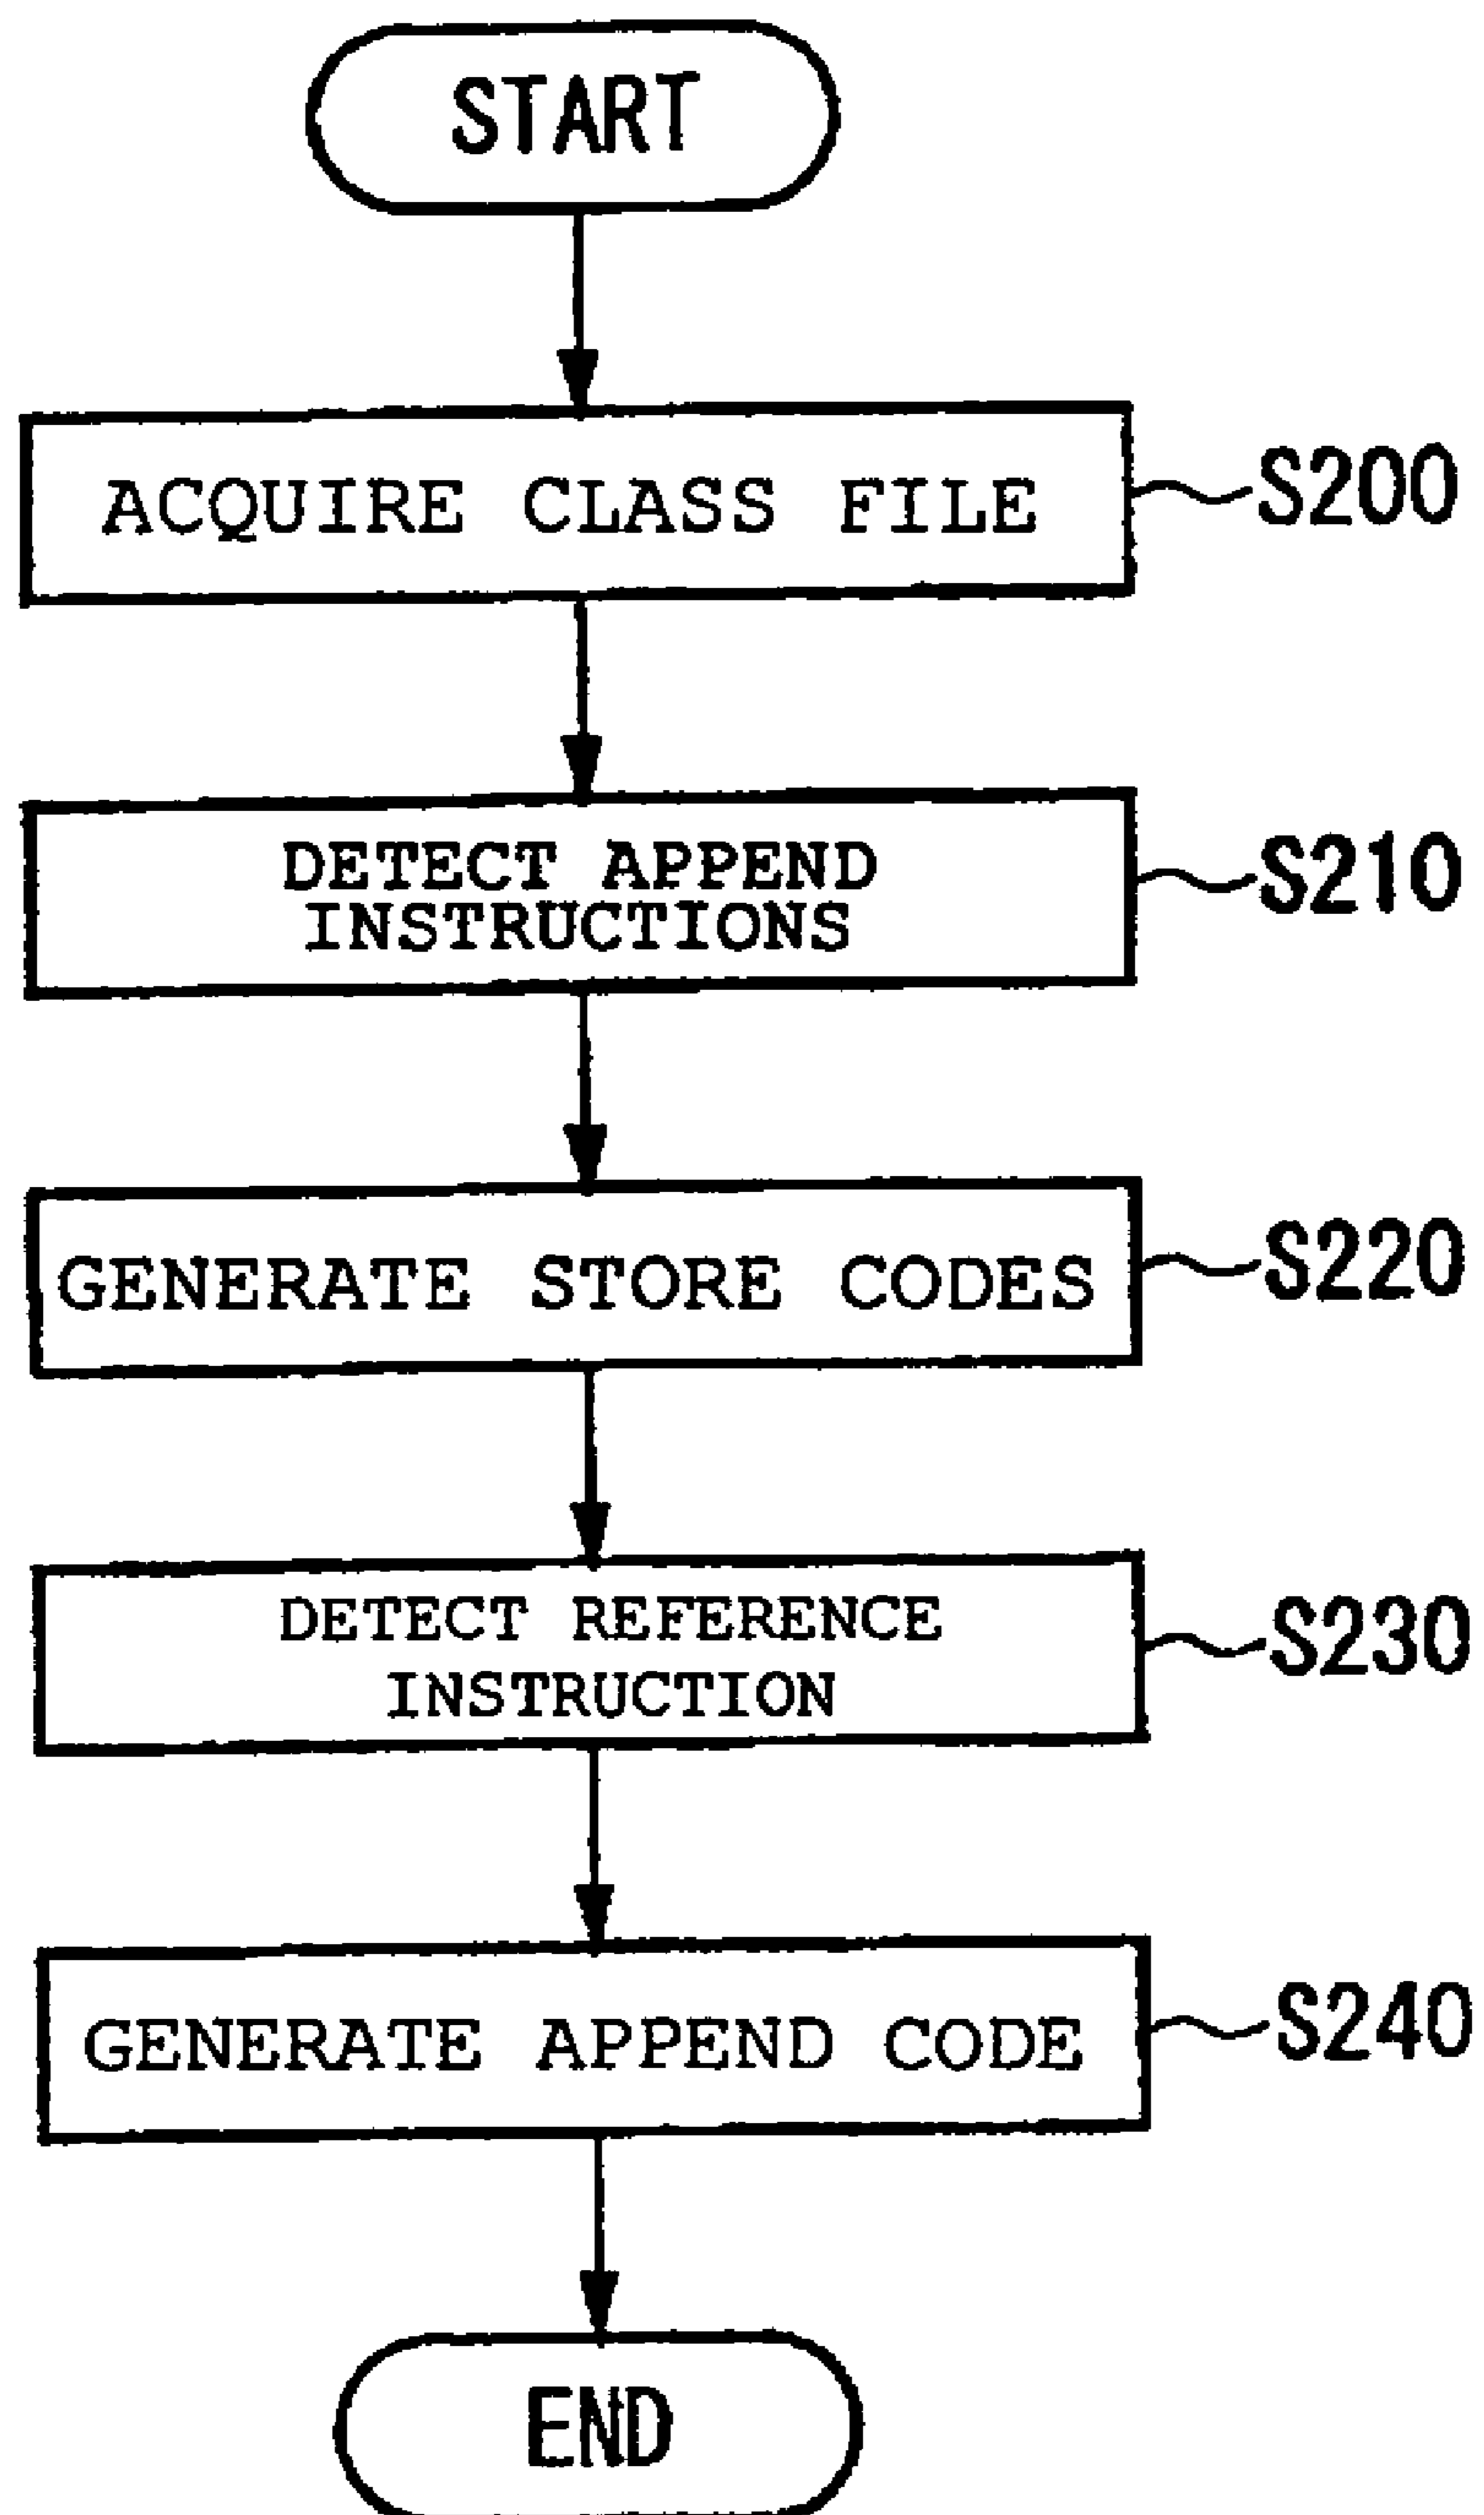 START
ACQUIRE CLASS FILE
S200
DETECT APPEND
INSTRUCTIONS
S210
GENERATE STORE CODES
S220
DETECT REFERENCE
INSTRUCTION
S230
GENERATE APPEND CODE
S240
END